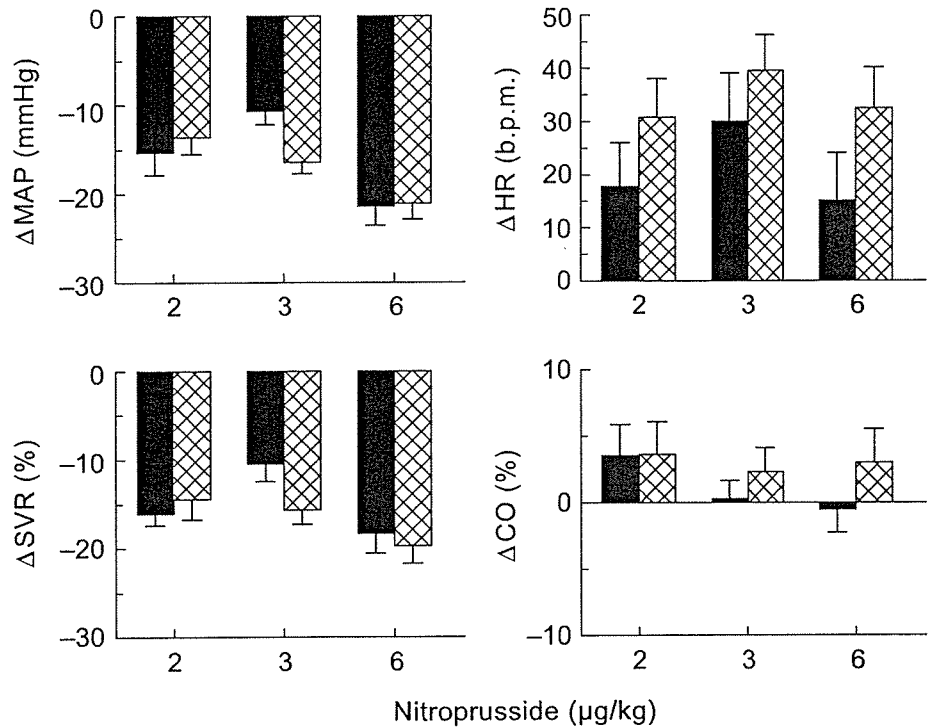 ΔMAP (mmHg)
0
–10
–20
–30
2 3 6
ΔHR (b.p.m.)
50
40
30
20
10
0
2 3 6
ΔSVR (%)
0
–10
–20
–30
2 3 6
ΔCO (%)
10
0
–10
2 3 6
Nitroprusside (µg/kg)